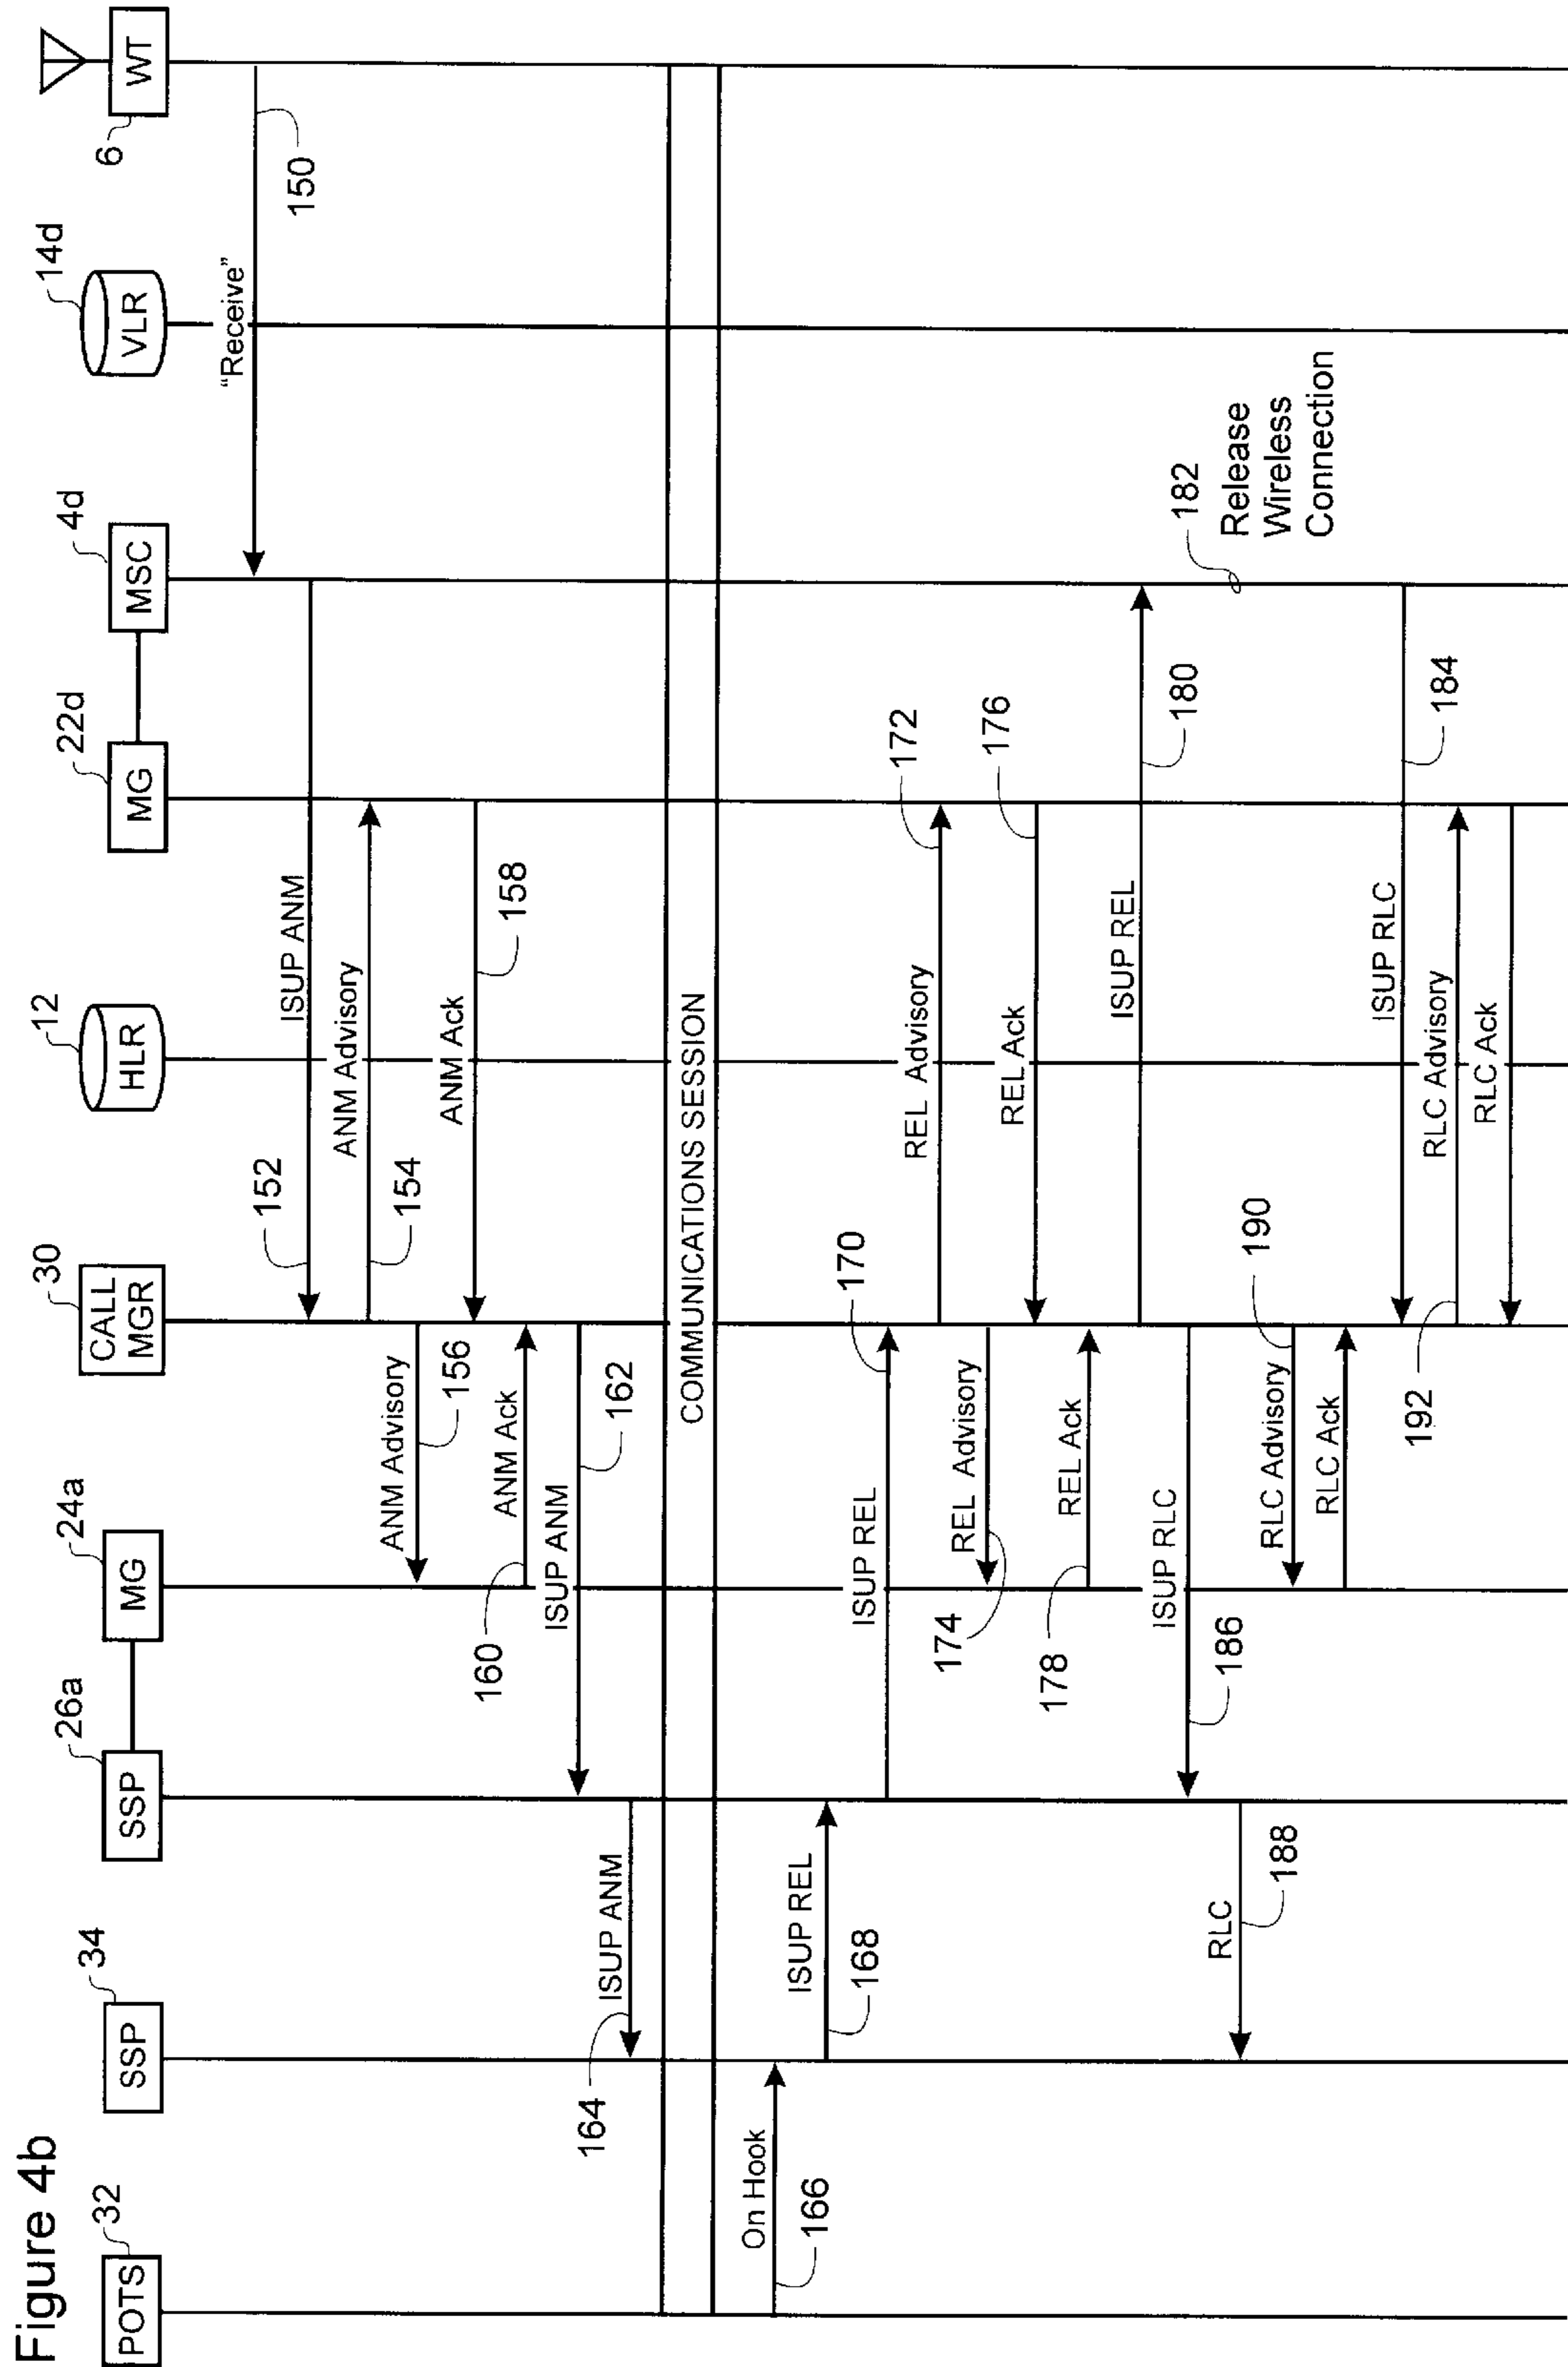 Figure 4b
32
POTS
34
SSP
26a
SSP
24a
MG
30
CALL
MGR
12
HLR
22d
MG
4d
MSC
14d
VLR
6
WT
"Receive"
150
ISUP ANM
152
ANM Advisory
154
ANM Advisory
156
ANM Ack
158
ANM Ack
160
ISUP ANM
162
ISUP ANM
164
COMMUNICATIONS SESSION
On Hook
166
ISUP REL
168
ISUP REL
170
REL Advisory
172
REL Advisory
174
REL Ack
176
REL Ack
178
ISUP REL
180
182
Release
Wireless
Connection
ISUP RLC
186
RLC
188
RLC Advisory
190
RLC Ack
ISUP RLC
184
RLC Advisory
192
RLC Ack